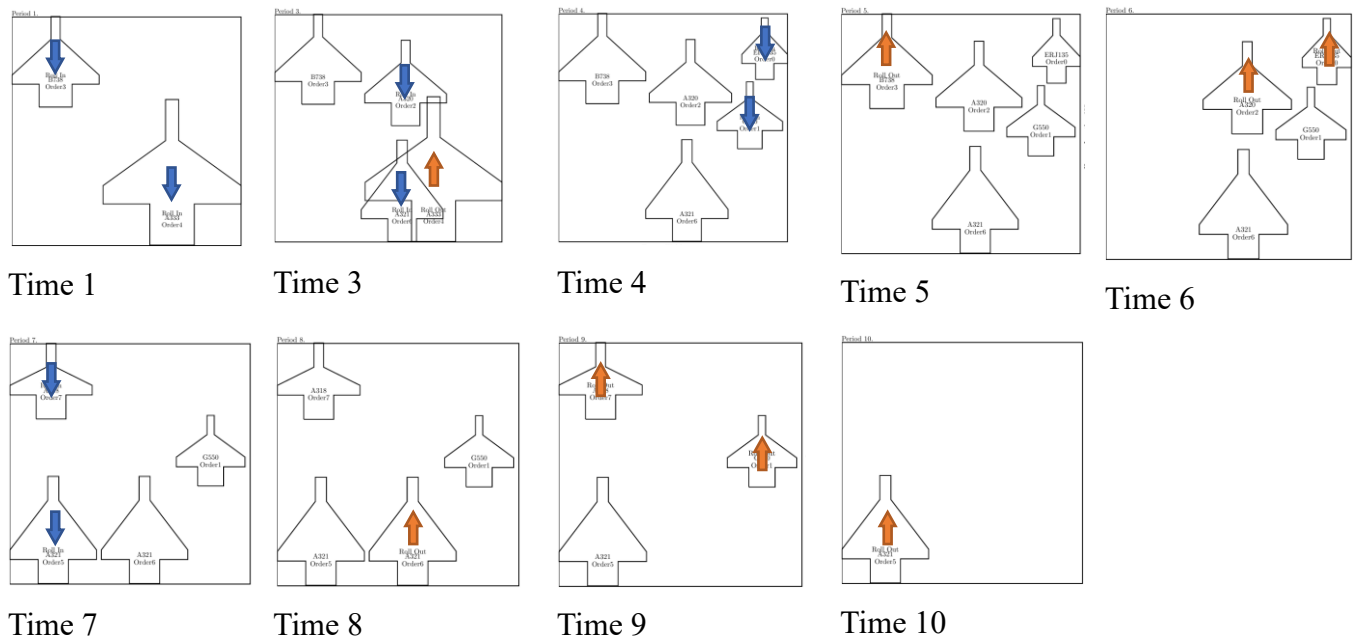 Period 1.
Roll In
B738
Order3
Roll In
A333
Order4
Time 1
Period 3.
B738
Order3
Roll In
A320
Order2
Roll In
A321
Order6
Roll Out
A333
Order4
Time 3
Period 4.
B738
Order3
A320
Order2
Order0
Order1
A321
Order6
Time 4
Period 5.
Roll Out
B738
Order3
A320
Order2
ERJ135
Order0
G550
Order1
A321
Order6
Time 5
Period 6.
Roll Out
A320
Order2
G550
Order1
A321
Order6
Time 6
Period 7.
Order7
G550
Order1
Roll In
A321
Order5
A321
Order6
Time 7
Period 8.
A318
Order7
G550
Order1
A321
Order5
Roll Out
A321
Order6
Time 8
Period 9.
Roll Out
Order7
Roll Out
Order1
A321
Order5
Time 9
Period 10.
Roll Out
A321
Order5
Time 10